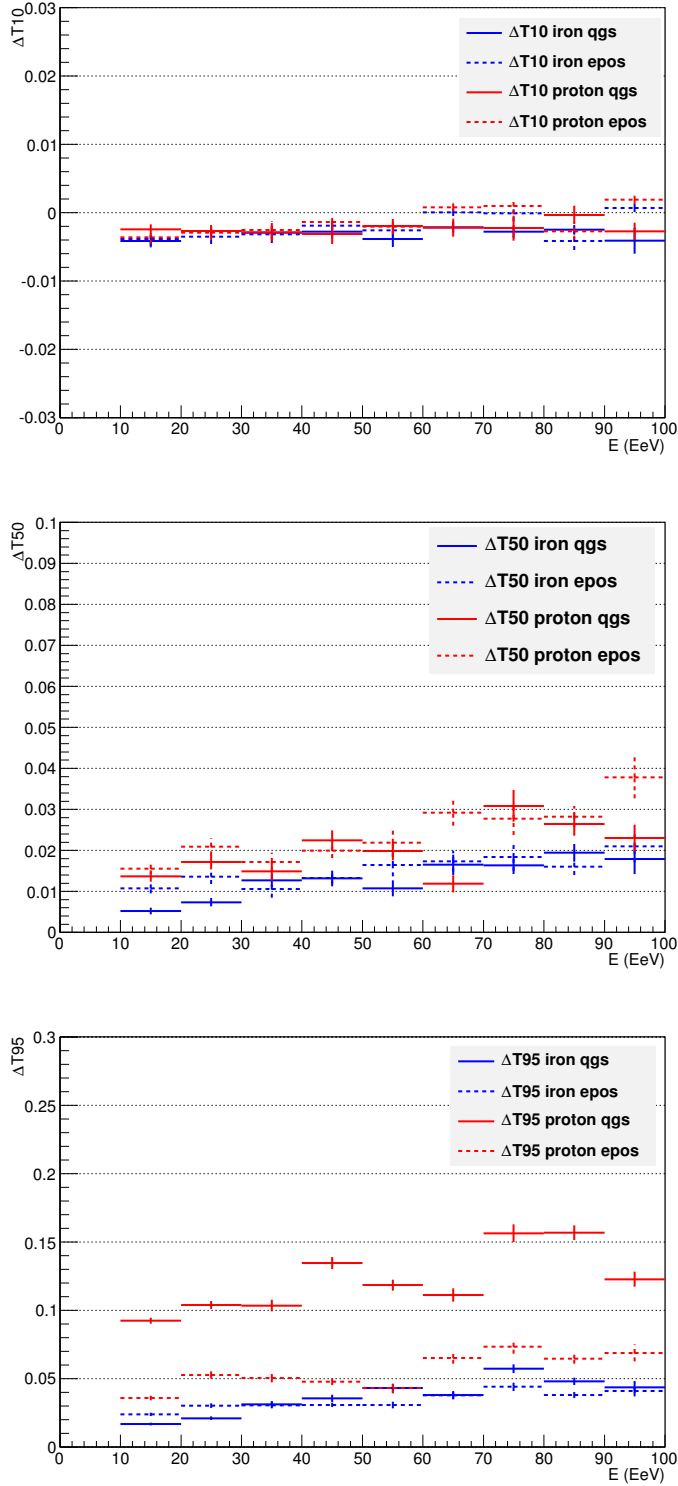 ΔT10
0.03
0.02
0.01
0
-0.01
-0.02
-0.03
ΔT10 iron qgs
ΔT10 iron epos
ΔT10 proton qgs
ΔT10 proton epos
0 10 20 30 40 50 60 70 80 90 100
E (EeV)
ΔT50
0.1
0.09
0.08
0.07
0.06
0.05
0.04
0.03
0.02
0.01
0
ΔT50 iron qgs
ΔT50 iron epos
ΔT50 proton qgs
ΔT50 proton epos
0 10 20 30 40 50 60 70 80 90 100
E (EeV)
ΔT95
0.3
0.25
0.2
0.15
0.1
0.05
0
ΔT95 iron qgs
ΔT95 iron epos
ΔT95 proton qgs
ΔT95 proton epos
0 10 20 30 40 50 60 70 80 90 100
E (EeV)